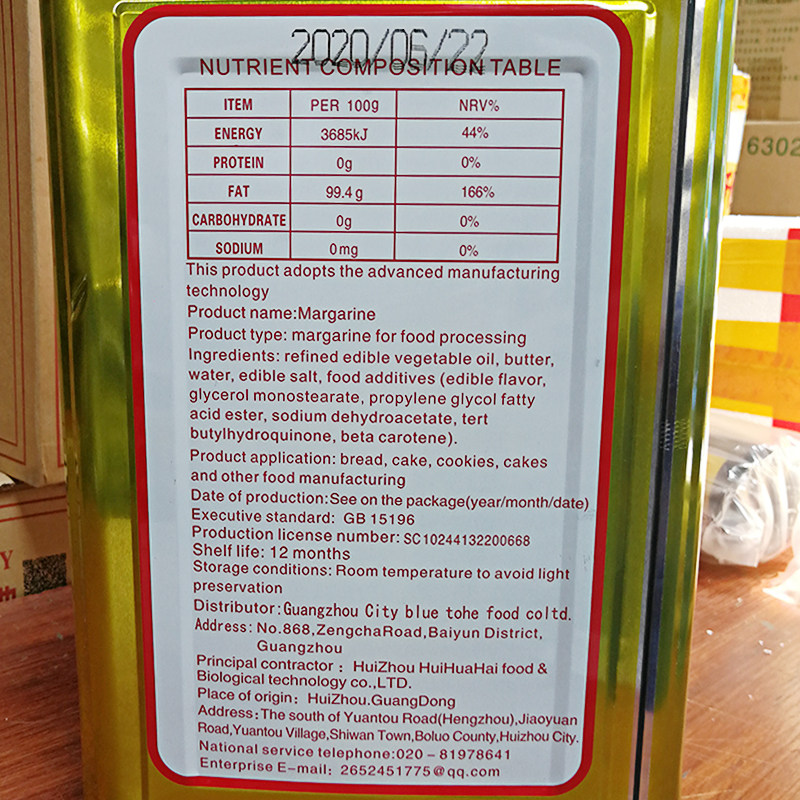 2020/06/22
NUTRIENT COMPOSITION TABLE
ITEM PER 100g NRV%
ENERGY 3685kJ 44%
PROTEIN 0g 0%
FAT 99.4g 166%
CARBOHYDRATE 0g 0%
SODIUM 0mg 0%
This product adopts the advanced manufacturing
technology
Product name:Margarine
Product type: margarine for food processing
Ingredients: refined edible vegetable oil, butter,
water, edible salt, food additives (edible flavor,
glycerol monostearate, propylene glycol fatty
acid ester, sodium dehydroacetate, tert
butylhydroquinone, beta carotene).
Product application: bread, cake, cookies, cakes
and other food manufacturing
Date of production:See on the package(year/month/date)
Executive standard: GB 15196
Production license number: SC10244132200668
Shelf life: 12 months
Storage conditions: Room temperature to avoid light
preservation
Distributor:Guangzhou City blue tohe food coltd.
Address: No.868,ZengchaRoad,Baiyun District,
Guangzhou
Principal contractor : HuiZhou HuiHuaHai food &
Biological technology co.,LTD.
Place of origin: HuiZhou.GuangDong
Address:The south of Yuantou Road(Hengzhou),Jiaoyuan
Road,Yuantou Village,Shiwan Town,Boluo County,Huizhou City.
National service telephone:020-81978641
Enterprise E-mail: 2652451775@qq.com
6302
Y